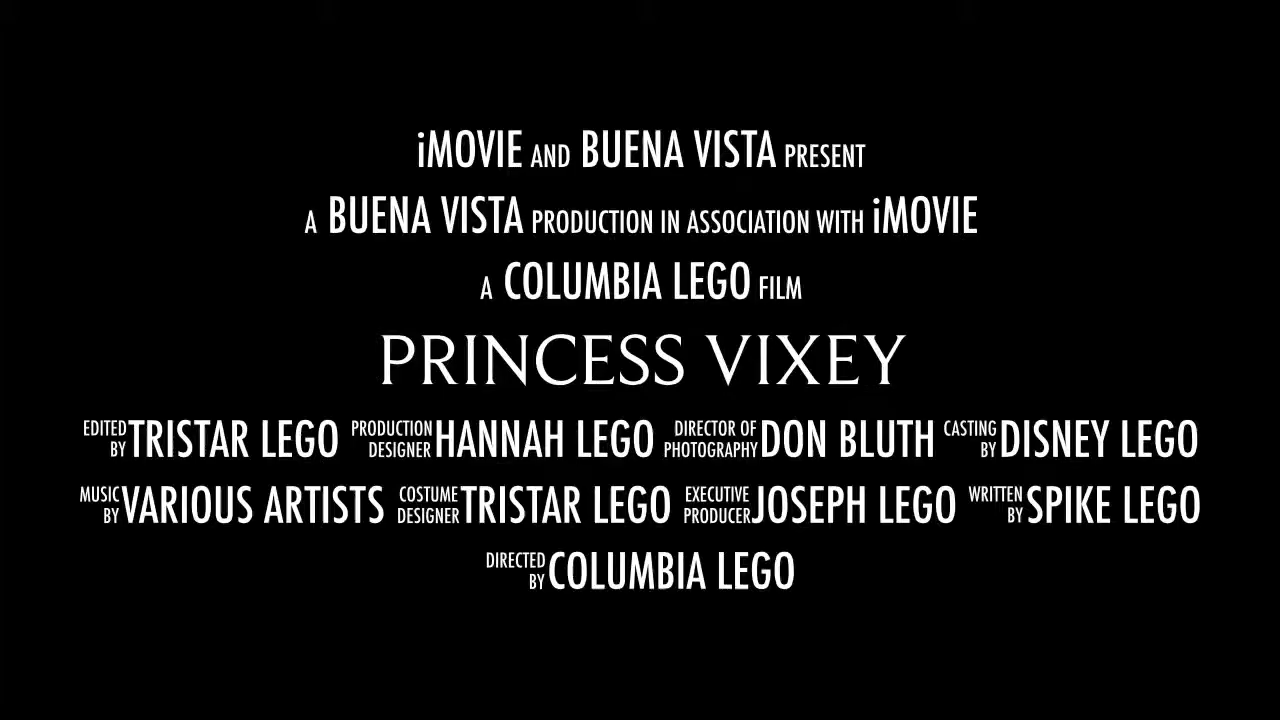 iMOVIE AND BUENA VISTA PRESENT
A BUENA VISTA PRODUCTION IN ASSOCIATION WITH iMOVIE
A COLUMBIA LEGO FILM
PRINCESS VIXEY
EDITED BY TRISTAR LEGO PRODUCTION DESIGNER HANNAH LEGO DIRECTOR OF PHOTOGRAPHY DON BLUTH CASTING BY DISNEY LEGO
MUSIC BY VARIOUS ARTISTS COSTUME DESIGNER TRISTAR LEGO EXECUTIVE PRODUCER JOSEPH LEGO WRITTEN BY SPIKE LEGO
DIRECTED BY COLUMBIA LEGO